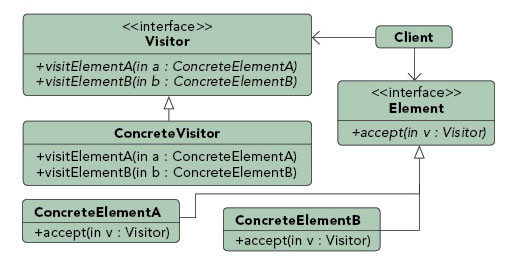 <<interface>>
Visitor
+visitElementA(in a : ConcreteElementA)
+visitElementB(in b : ConcreteElementB)
Client
<<interface>>
Element
+accept(in v : Visitor)
ConcreteVisitor
+visitElementA(in a : ConcreteElementA)
+visitElementB(in b : ConcreteElementB)
ConcreteElementA
+accept(in v : Visitor)
ConcreteElementB
+accept(in v : Visitor)